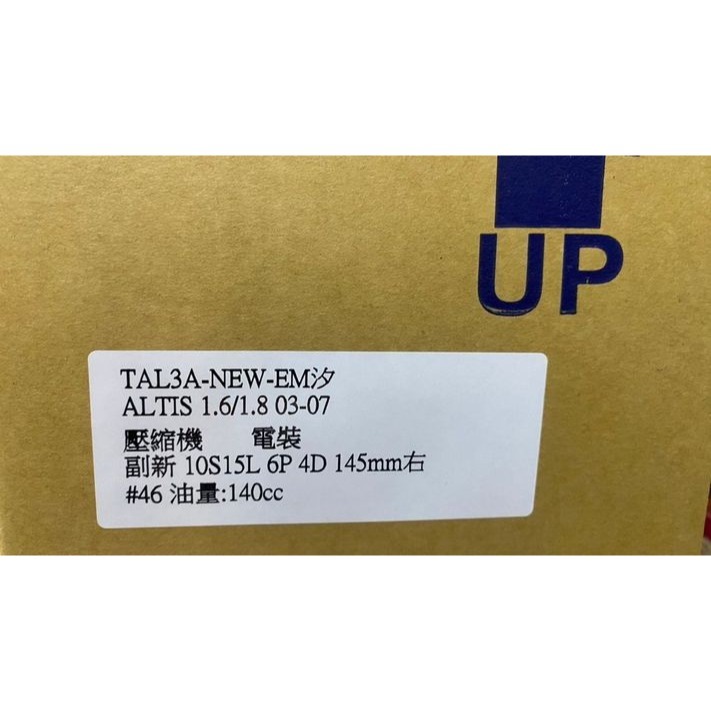 UP
TAL3A-NEW-EM汐
ALTIS 1.6/1.8 03-07
壓縮機 電裝
副新 10S15L 6P 4D 145mm右
#46 油量:140cc